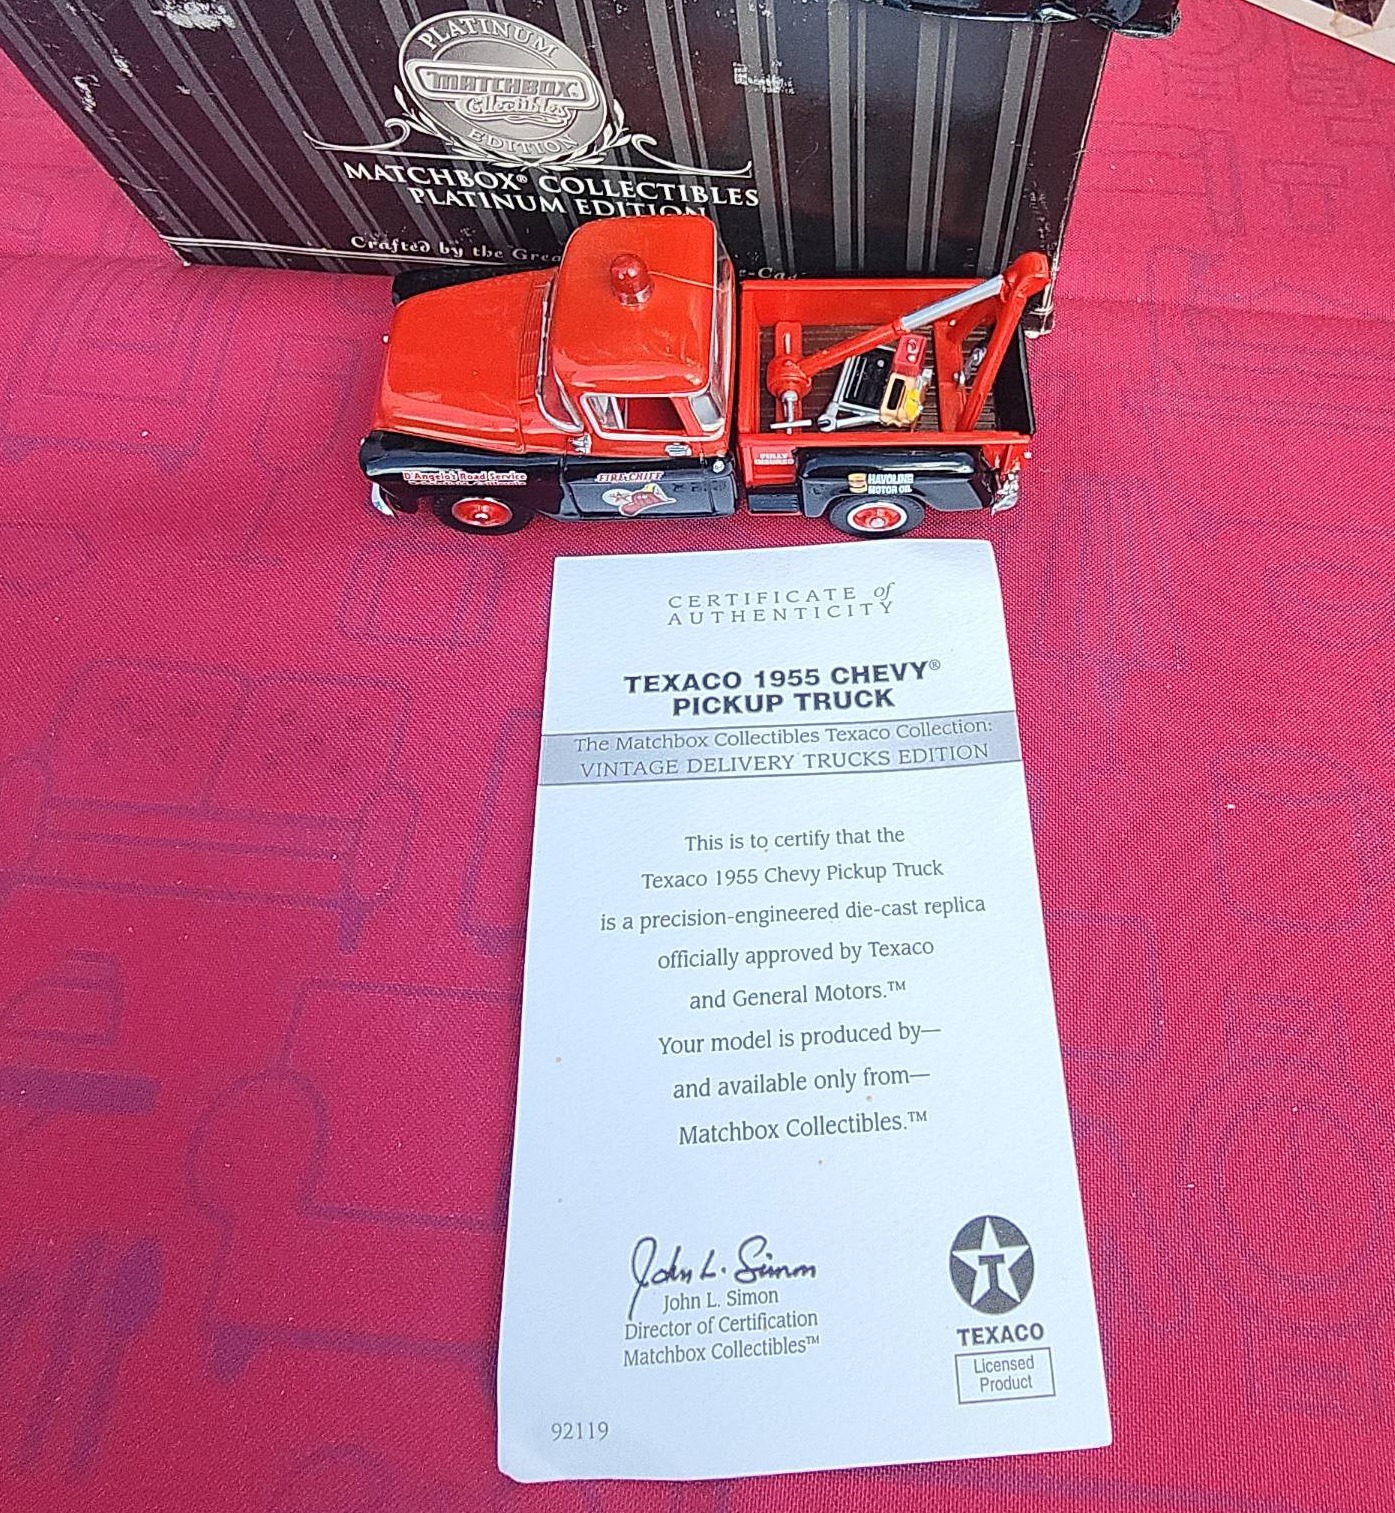 PLATINUM
MATCHBOX
Collectibles
EDITION
MATCHBOX® COLLECTIBLES
PLATINUM EDITION
Crafted by the Grea
e-Ca
D'Angelo's Road Service
FIRE CHIEF
FULLY
INSURED
HAVOLINE
MOTOR OIL
CERTIFICATE of
AUTHENTICITY
TEXACO 1955 CHEVY®
PICKUP TRUCK
The Matchbox Collectibles Texaco Collection:
VINTAGE DELIVERY TRUCKS EDITION
This is to certify that the
Texaco 1955 Chevy Pickup Truck
is a precision-engineered die-cast replica
officially approved by Texaco
and General Motors.™
Your model is produced by—
and available only from—
Matchbox Collectibles.™
John L. Simon
John L. Simon
Director of Certification
Matchbox Collectibles™
T
TEXACO
Licensed
Product
92119